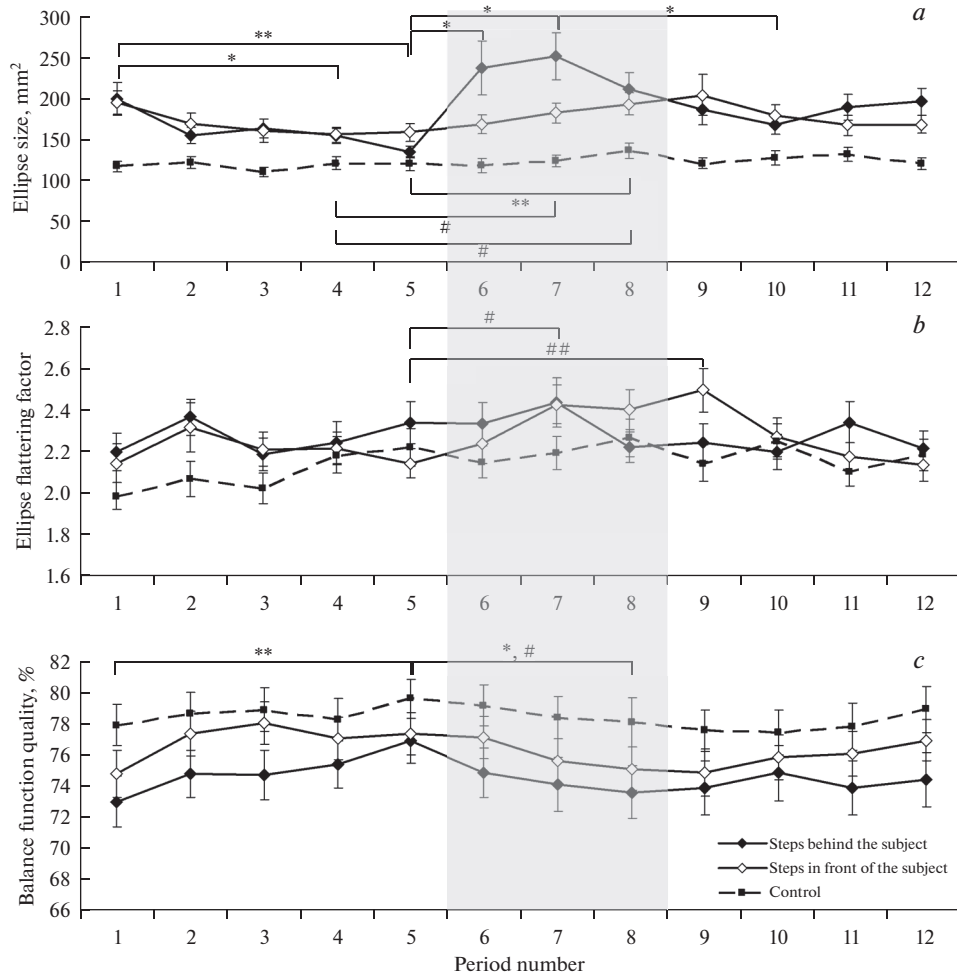 a
Ellipse size, mm²
300
250
200
150
100
50
0
**
*
*
*
*
**
#
#
1 2 3 4 5 6 7 8 9 10 11 12
b
Ellipse flattering factor
2.8
2.6
2.4
2.2
2.0
1.8
1.6
#
##
1 2 3 4 5 6 7 8 9 10 11 12
c
Balance function quality, %
82
80
78
76
74
72
70
68
66
**
*, #
Steps behind the subject
Steps in front of the subject
Control
1 2 3 4 5 6 7 8 9 10 11 12
Period number